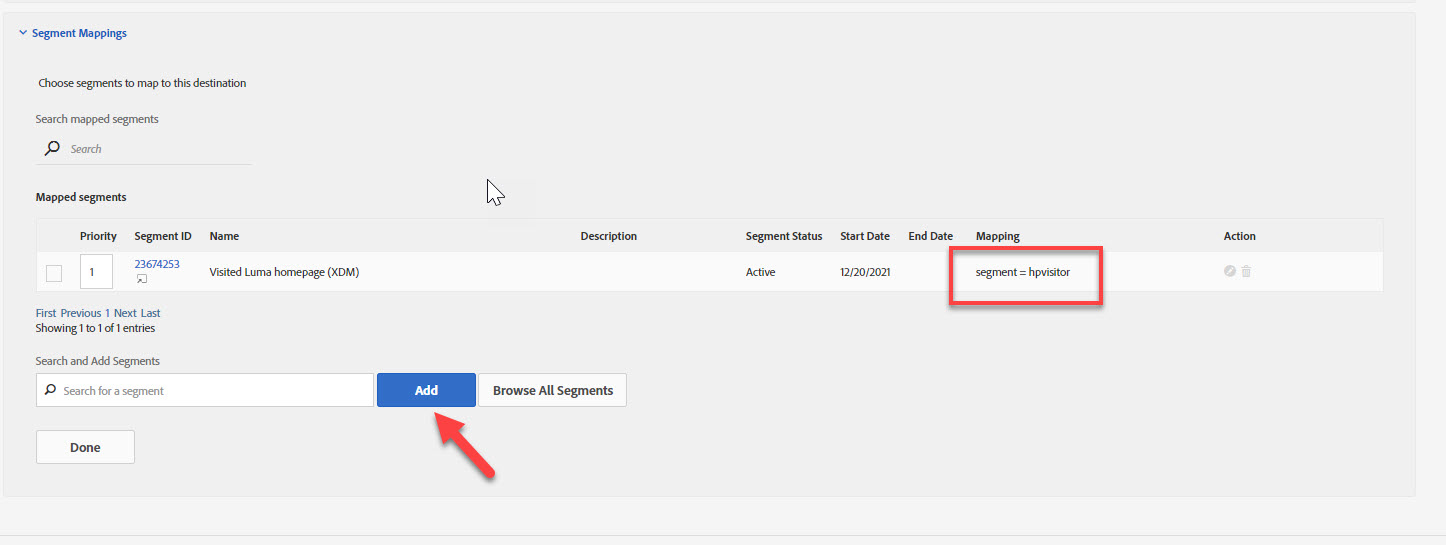 Segment Mappings
Choose segments to map to this destination
Search mapped segments
Search
Mapped segments
Priority Segment ID Name Description Segment Status Start Date End Date Mapping Action
1 23674253 Visited Luma homepage (XDM) Active 12/20/2021 segment = hpvisitor
First Previous 1 Next Last
Showing 1 to 1 of 1 entries
Search and Add Segments
Search for a segment Add Browse All Segments
Done